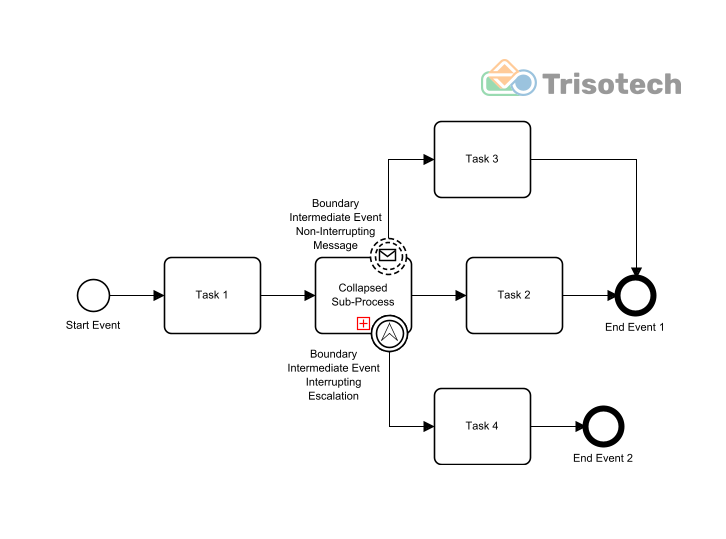 Trisotech
Task 3
Boundary
Intermediate Event
Non-Interrupting
Message
Start Event
Task 1
Collapsed
Sub-Process
Task 2
End Event 1
Boundary
Intermediate Event
Interrupting
Escalation
Task 4
End Event 2